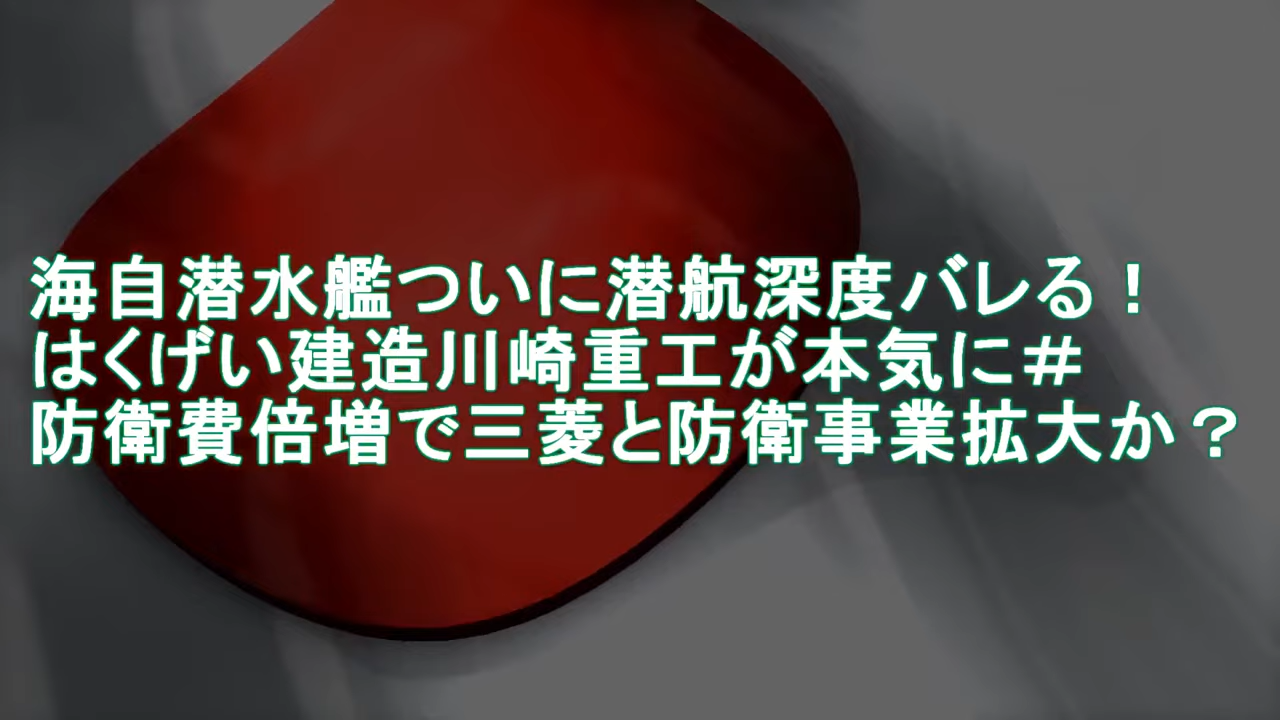 海自潜水艦ついに潜航深度バレる！
はくげい建造川崎重工が本気に＃
防衛費倍増で三菱と防衛事業拡大か？